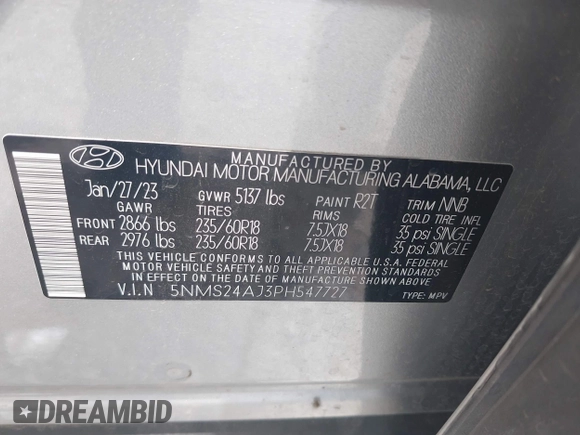 MANUFACTURED BY
HYUNDAI MOTOR MANUFACTURING ALABAMA, LLC
Jan/27/23 GVWR 5137 lbs PAINT R2T TRIM NNB
GAWR TIRES RIMS COLD TIRE INFL
FRONT 2866 lbs 235/60R18 7.5JX18 35 psi SINGLE
REAR 2976 lbs 235/60R18 7.5JX18 35 psi SINGLE
THIS VEHICLE CONFORMS TO ALL APPLICABLE U.S.A FEDERAL
MOTOR VEHICLE SAFETY AND THEFT PREVENTION STANDARDS
IN EFFECT ON THE DATE OF MANUFACTURE SHOWN ABOVE.
V.I.N 5NMS24AJ3PH547727 TYPE: MPV
DREAMBID